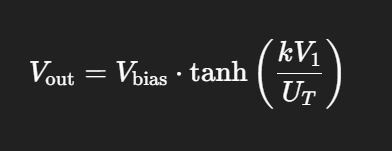 V_out = V_bias · tanh (kV_1 / U_T)